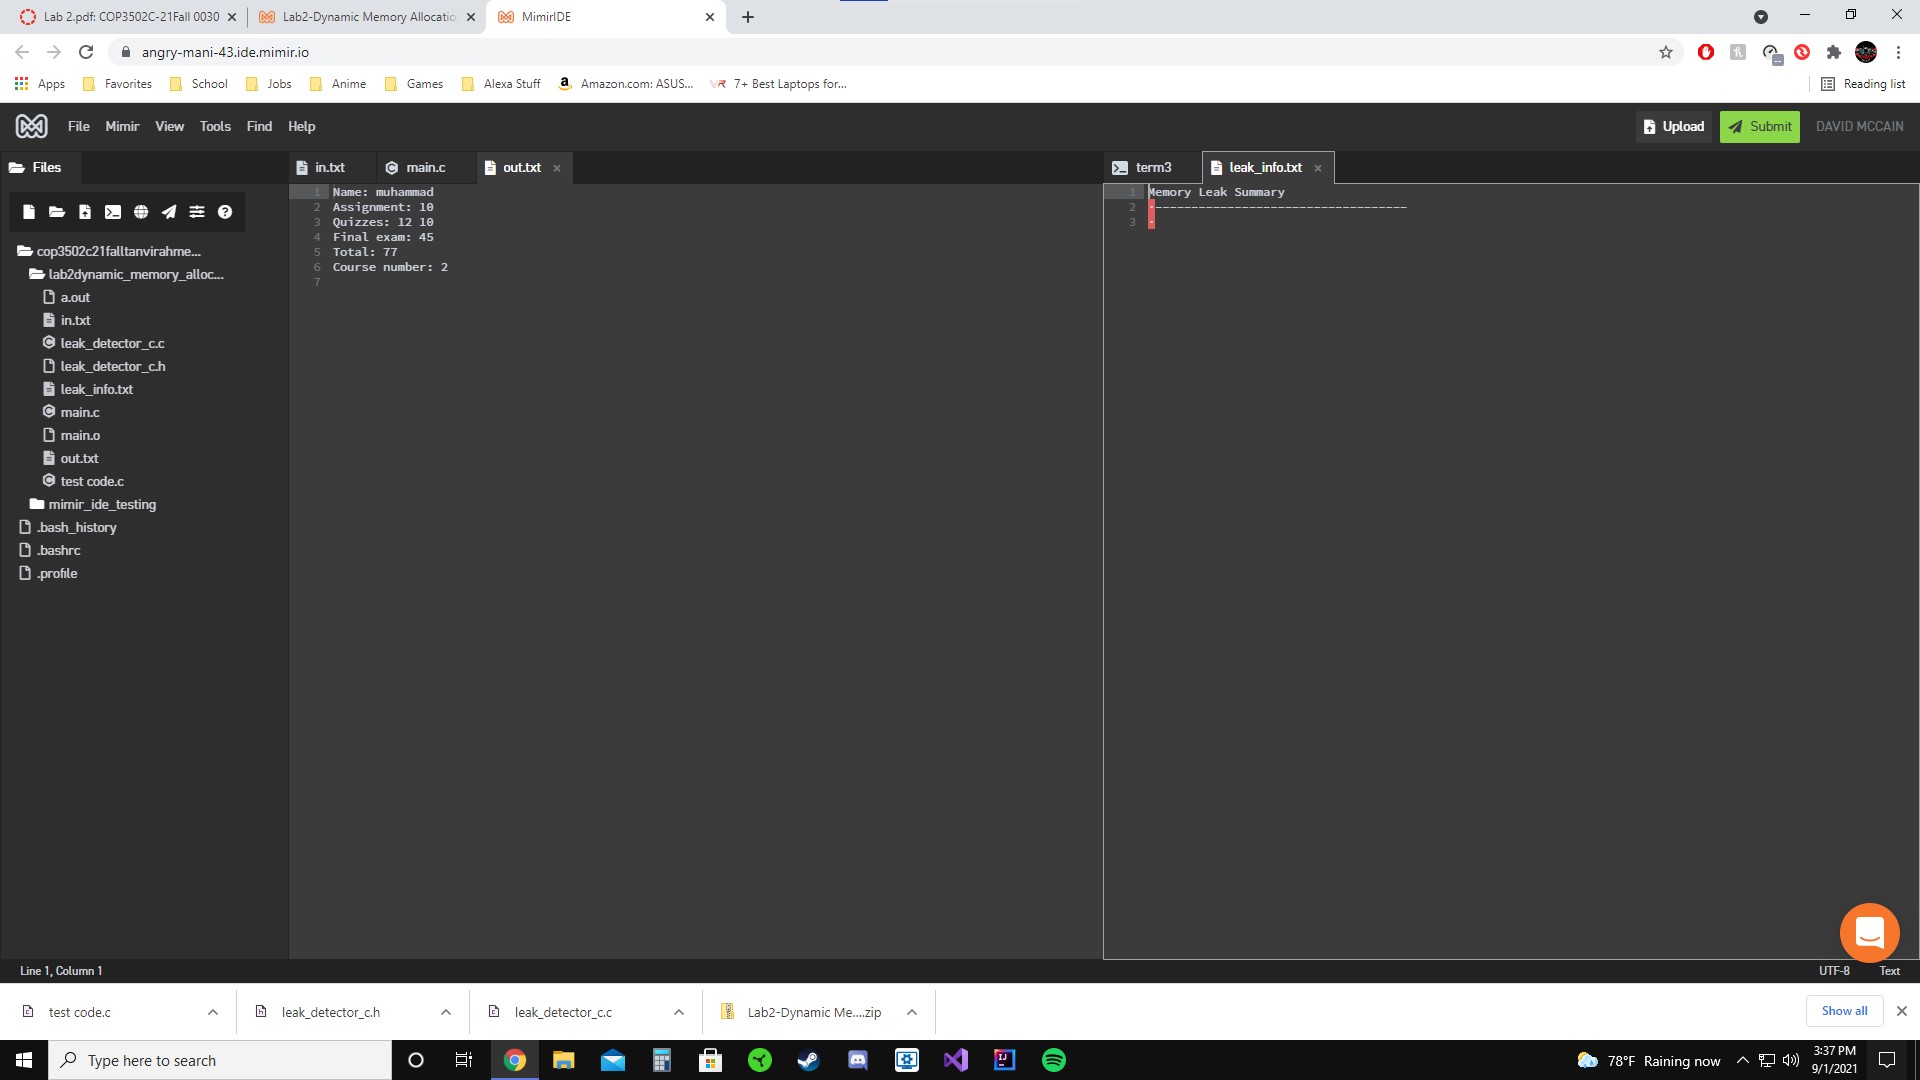 Lab 2.pdf: COP3502C-21Fall 0030
Lab2-Dynamic Memory Allocatio
MimirIDE
angry-mani-43.ide.mimir.io
Apps
Favorites
School
Jobs
Anime
Games
Alexa Stuff
Amazon.com: ASUS...
7+ Best Laptops for...
Reading list
File Mimir View Tools Find Help
Upload
Submit
DAVID MCCAIN
Files
in.txt
main.c
out.txt
term3
leak_info.txt
cop3502c21falltanvirahme...
lab2dynamic_memory_alloc...
a.out
in.txt
leak_detector_c.c
leak_detector_c.h
leak_info.txt
main.c
main.o
out.txt
test code.c
mimir_ide_testing
.bash_history
.bashrc
.profile
1 Name: muhammad
2 Assignment: 10
3 Quizzes: 12 10
4 Final exam: 45
5 Total: 77
6 Course number: 2
7
1 Memory Leak Summary
2 -----------------------------------
3 -
Line 1, Column 1
UTF-8
Text
test code.c
leak_detector_c.h
leak_detector_c.c
Lab2-Dynamic Me....zip
Show all
Type here to search
78°F Raining now
3:37 PM
9/1/2021